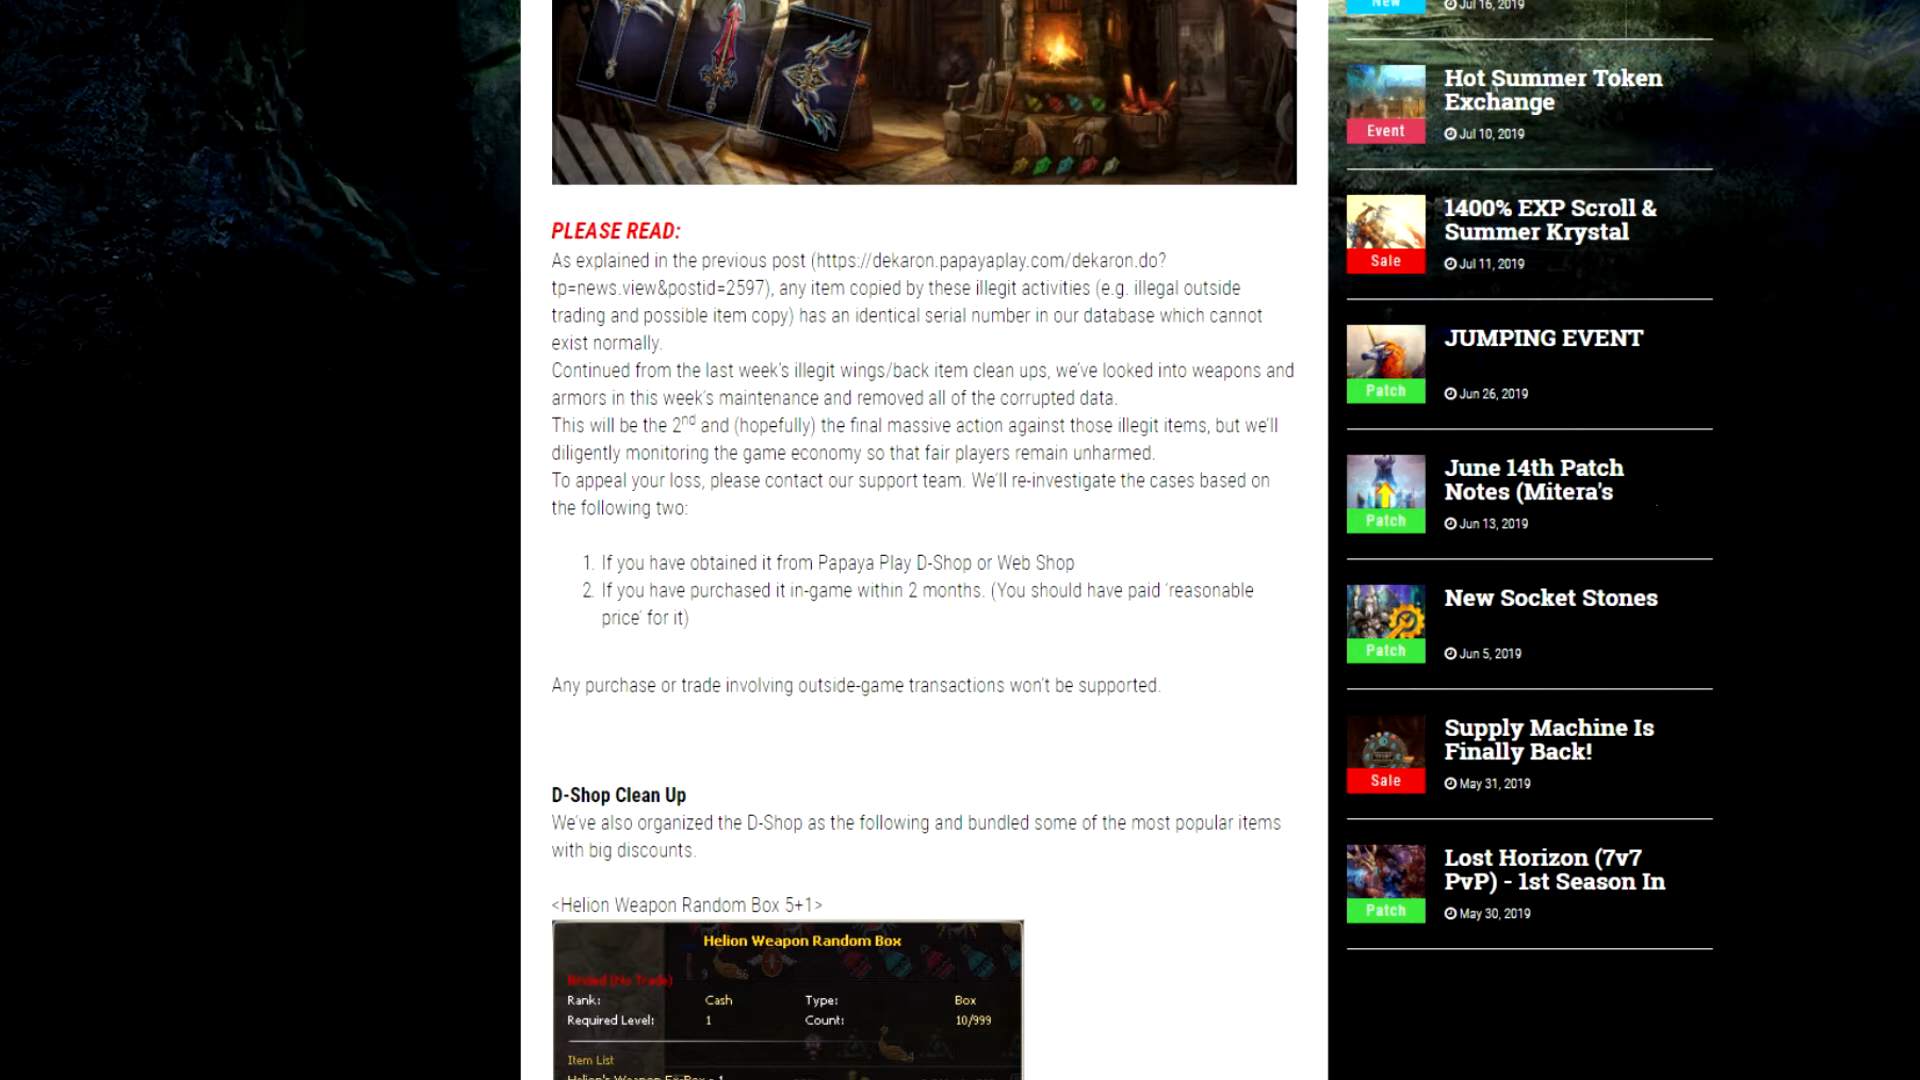 PLEASE READ:
As explained in the previous post (https://dekaron.papayaplay.com/dekaron.do?
tp=news.view&postid=2597), any item copied by these illegit activities (e.g. illegal outside
trading and possible item copy) has an identical serial number in our database which cannot
exist normally.
Continued from the last week's illegit wings/back item clean ups, we've looked into weapons and
armors in this week's maintenance and removed all of the corrupted data.
This will be the 2nd and (hopefully) the final massive action against those illegit items, but we'll
diligently monitoring the game economy so that fair players remain unharmed.
To appeal your loss, please contact our support team. We'll re-investigate the cases based on
the following two:
1. If you have obtained it from Papaya Play D-Shop or Web Shop
2. If you have purchased it in-game within 2 months. (You should have paid 'reasonable
price' for it)
Any purchase or trade involving outside-game transactions won't be supported.
D-Shop Clean Up
We've also organized the D-Shop as the following and bundled some of the most popular items
with big discounts.
<Helion Weapon Random Box 5+1>
Helion Weapon Random Box
Binded (No Trade)
Rank: Cash Type: Box
Required Level: 1 Count: 10/999
Item List
New
Jul 16, 2019
Hot Summer Token
Exchange
Event
Jul 10, 2019
1400% EXP Scroll &
Summer Krystal
Sale
Jul 11, 2019
JUMPING EVENT
Patch
Jun 26, 2019
June 14th Patch
Notes (Mitera's
Patch
Jun 13, 2019
New Socket Stones
Patch
Jun 5, 2019
Supply Machine Is
Finally Back!
Sale
May 31, 2019
Lost Horizon (7v7
PvP) - 1st Season In
Patch
May 30, 2019